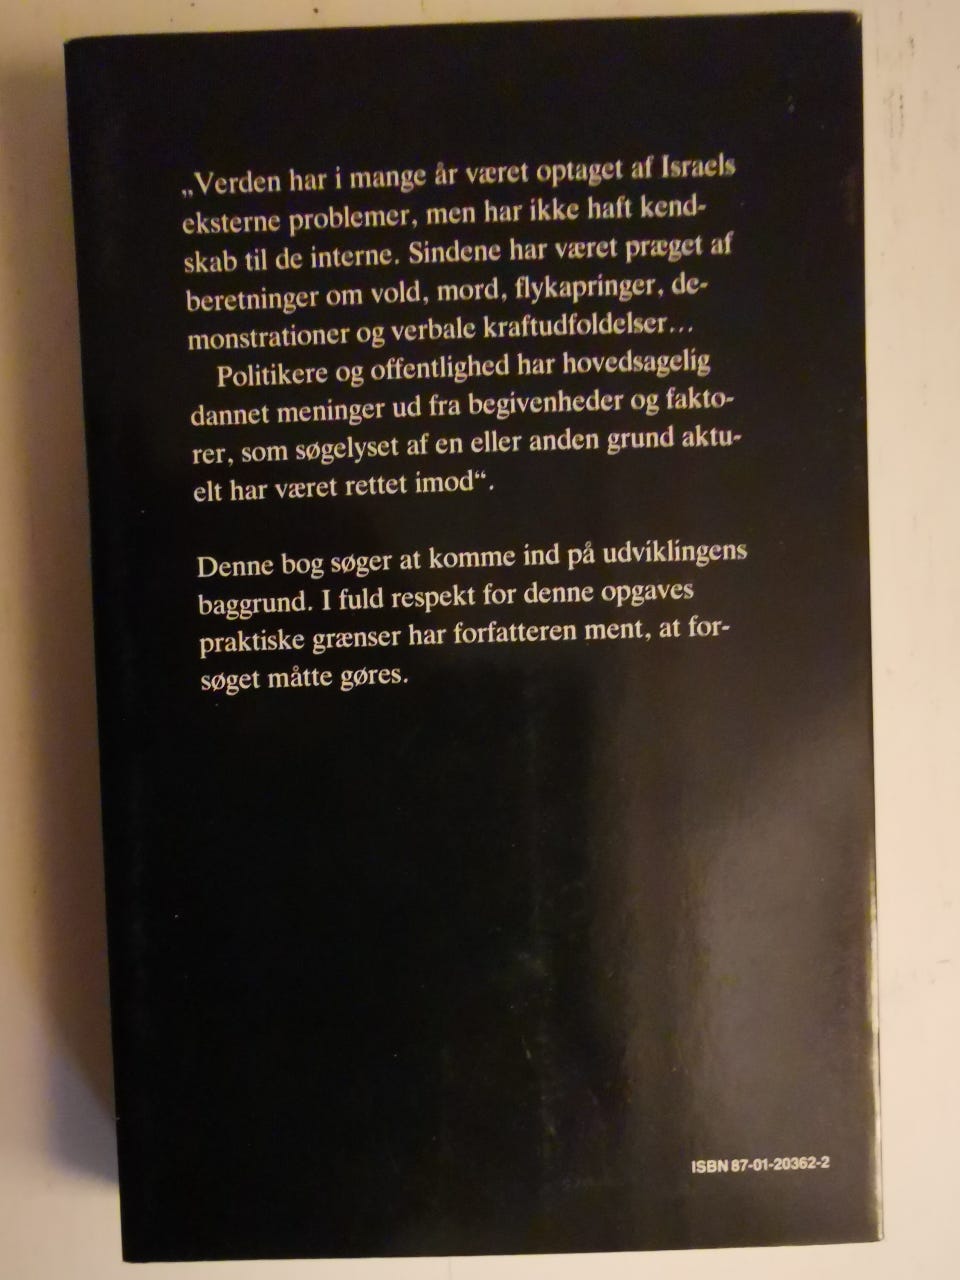 „Verden har i mange år været optaget af Israels
eksterne problemer, men har ikke haft kend-
skab til de interne. Sindene har været præget af
beretninger om vold, mord, flykapringer, de-
monstrationer og verbale kraftudfoldelser...
Politikere og offentlighed har hovedsagelig
dannet meninger ud fra begivenheder og fakto-
rer, som søgelyset af en eller anden grund aktu-
elt har været rettet imod“.
Denne bog søger at komme ind på udviklingens
baggrund. I fuld respekt for denne opgaves
praktiske grænser har forfatteren ment, at for-
søget måtte gøres.
ISBN 87-01-20362-2